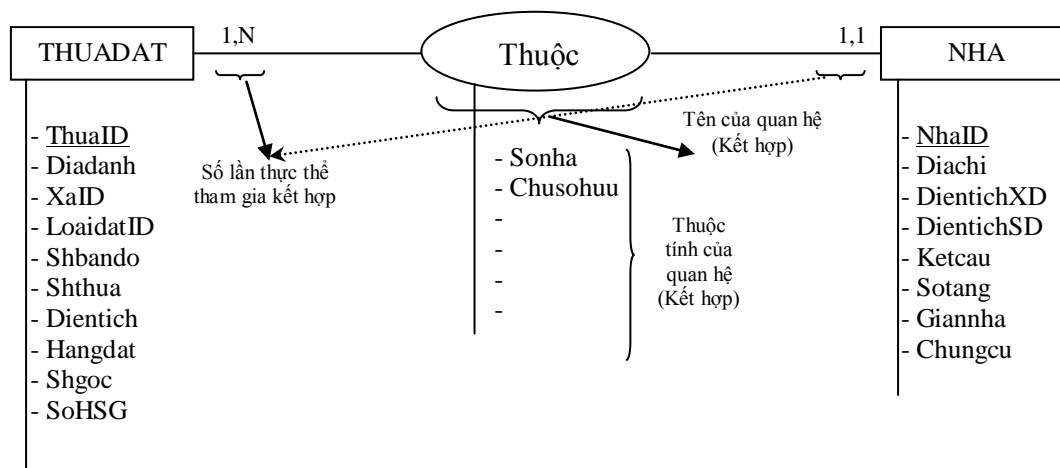 THUADAT
1,N
Thuộc
1,1
NHA
- ThuaID
- Diadanh
- XaID
- LoaidatID
- Shbando
- Shthua
- Dientich
- Hangdat
- Shgoc
- SoHSG
Số lần thực thể
tham gia kết hợp
- Sonha
- Chusohuu
-
-
-
-
Tên của quan hệ
(Kết hợp)
Thuộc
tính của
quan hệ
(Kết hợp)
- NhaID
- Diachi
- DientichXD
- DientichSD
- Ketcau
- Sotang
- Giannha
- Chungcu